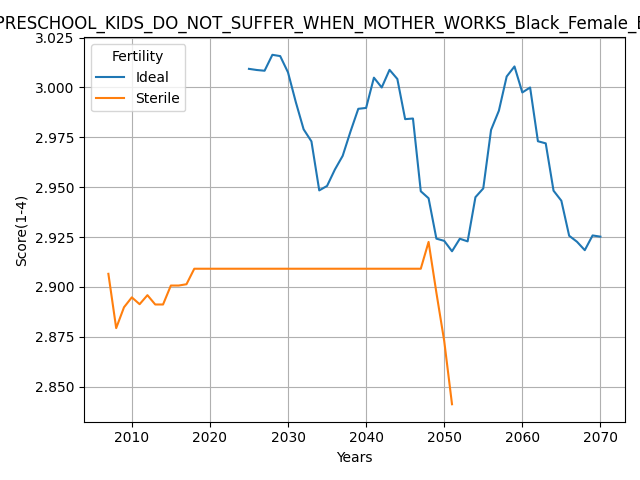 PRESCHOOL_KIDS_DO_NOT_SUFFER_WHEN_MOTHER_WORKS_Black_Female_
Fertility
Ideal
Sterile
Score(1-4)
3.025
3.000
2.975
2.950
2.925
2.900
2.875
2.850
2010
2020
2030
2040
2050
2060
2070
Years